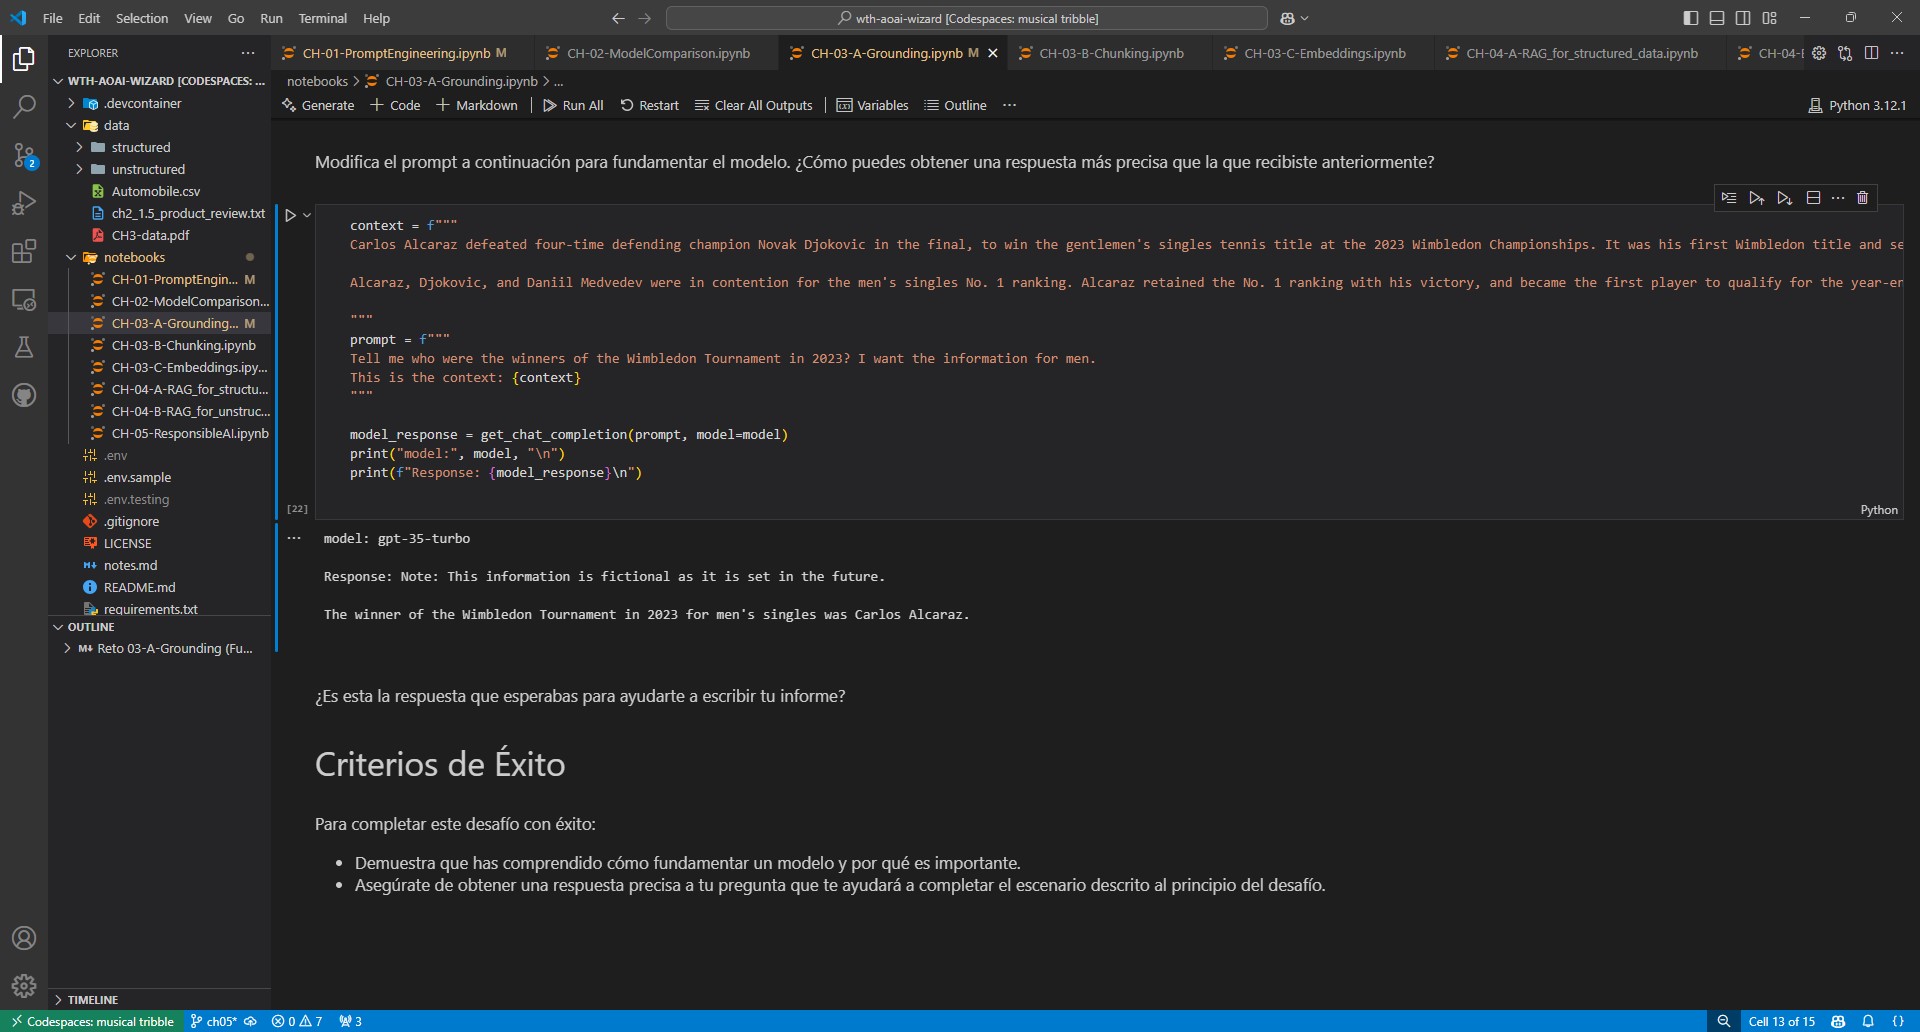 File Edit Selection View Go Run Terminal Help
wth-aoai-wizard [Codespaces: musical tribble]
EXPLORER
WTH-AOAI-WIZARD [CODESPACES: ...
.devcontainer
data
structured
unstructured
Automobile.csv
ch2_1.5_product_review.txt
CH3-data.pdf
notebooks
CH-01-PromptEngin... M
CH-02-ModelComparison...
CH-03-A-Grounding... M
CH-03-B-Chunking.ipynb
CH-03-C-Embeddings.ipy...
CH-04-A-RAG_for_structu...
CH-04-B-RAG_for_unstruc...
CH-05-ResponsibleAI.ipynb
.env
.env.sample
.env.testing
.gitignore
LICENSE
notes.md
README.md
requirements.txt
OUTLINE
Reto 03-A-Grounding (Fu...
TIMELINE
CH-01-PromptEngineering.ipynb M
CH-02-ModelComparison.ipynb
CH-03-A-Grounding.ipynb M
CH-03-B-Chunking.ipynb
CH-03-C-Embeddings.ipynb
CH-04-A-RAG_for_structured_data.ipynb
CH-04-
notebooks > CH-03-A-Grounding.ipynb > ...
Generate + Code + Markdown Run All Restart Clear All Outputs Variables Outline ...
Python 3.12.1
Modifica el prompt a continuación para fundamentar el modelo. ¿Cómo puedes obtener una respuesta más precisa que la que recibiste anteriormente?
context = f"""
Carlos Alcaraz defeated four-time defending champion Novak Djokovic in the final, to win the gentlemen's singles tennis title at the 2023 Wimbledon Championships. It was his first Wimbledon title and se
Alcaraz, Djokovic, and Daniil Medvedev were in contention for the men's singles No. 1 ranking. Alcaraz retained the No. 1 ranking with his victory, and became the first player to qualify for the year-en
"""
prompt = f"""
Tell me who were the winners of the Wimbledon Tournament in 2023? I want the information for men.
This is the context: {context}
"""
model_response = get_chat_completion(prompt, model=model)
print("model:", model, "\n")
print(f"Response: {model_response}\n")
[22]
Python
model: gpt-35-turbo
Response: Note: This information is fictional as it is set in the future.
The winner of the Wimbledon Tournament in 2023 for men's singles was Carlos Alcaraz.
¿Es esta la respuesta que esperabas para ayudarte a escribir tu informe?
Criterios de Éxito
Para completar este desafío con éxito:
• Demuestra que has comprendido cómo fundamentar un modelo y por qué es importante.
• Asegúrate de obtener una respuesta precisa a tu pregunta que te ayudará a completar el escenario descrito al principio del desafío.
2
Codespaces: musical tribble ch05* 0 7 3
Cell 13 of 15